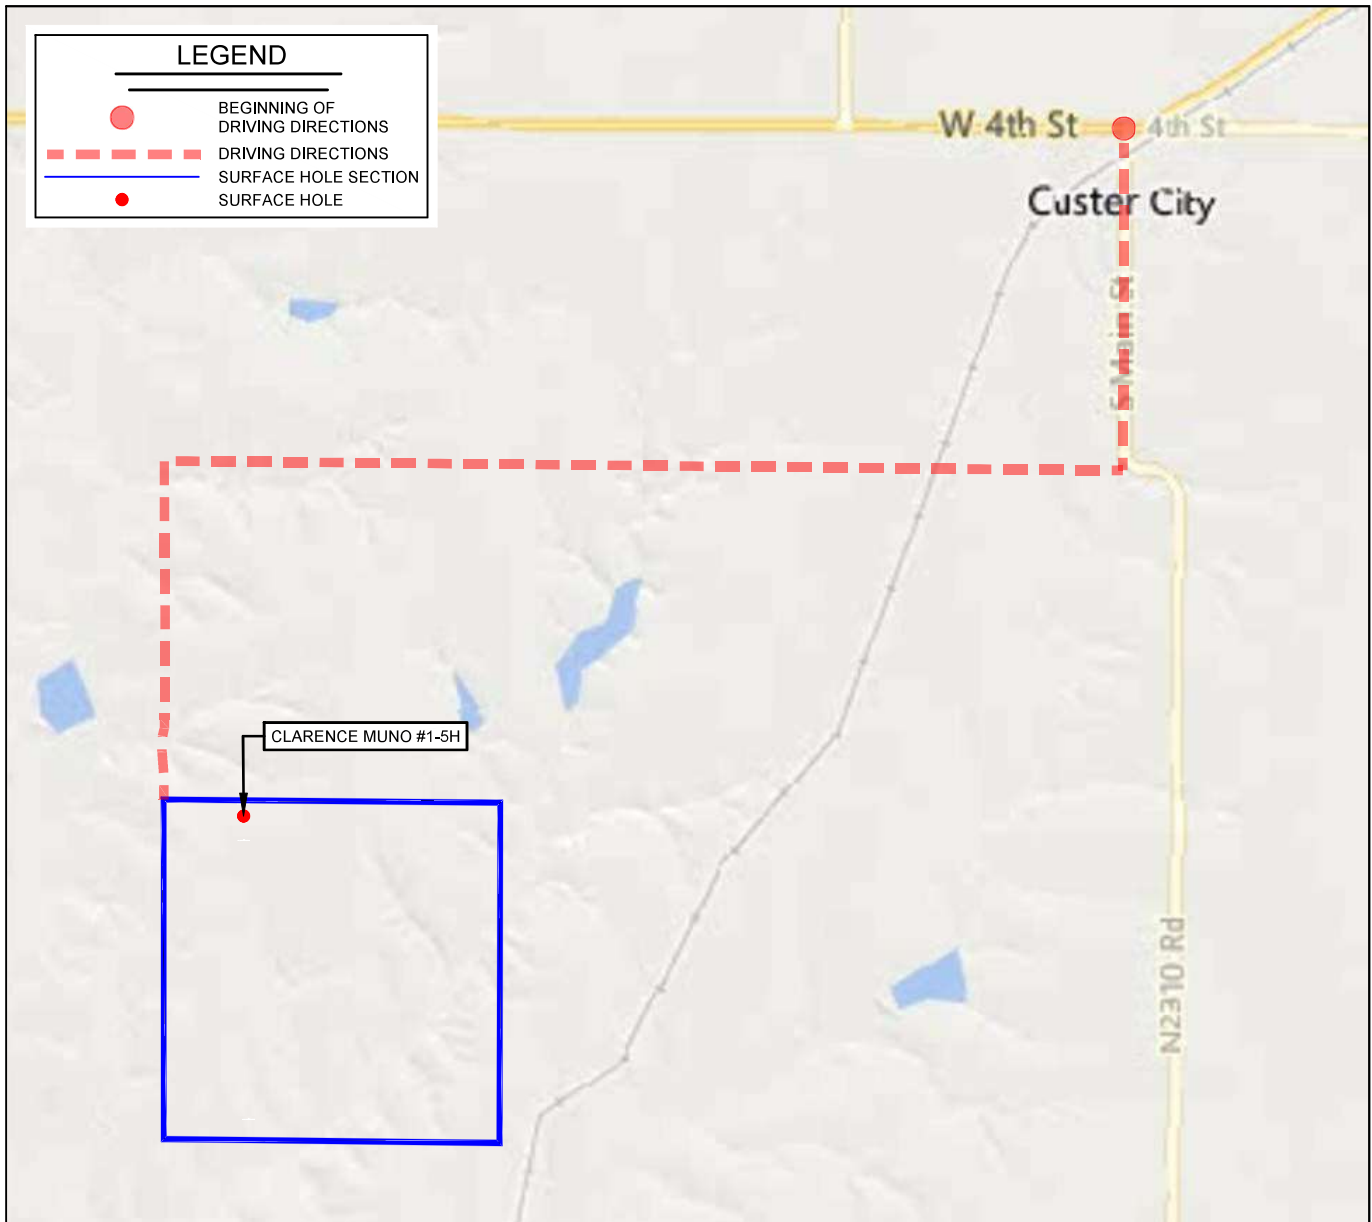 LEGEND
BEGINNING OF
DRIVING DIRECTIONS
DRIVING DIRECTIONS
SURFACE HOLE SECTION
SURFACE HOLE
W 4th St
4th St
Custer City
S Main St
CLARENCE MUNO #1-5H
N2310 Rd